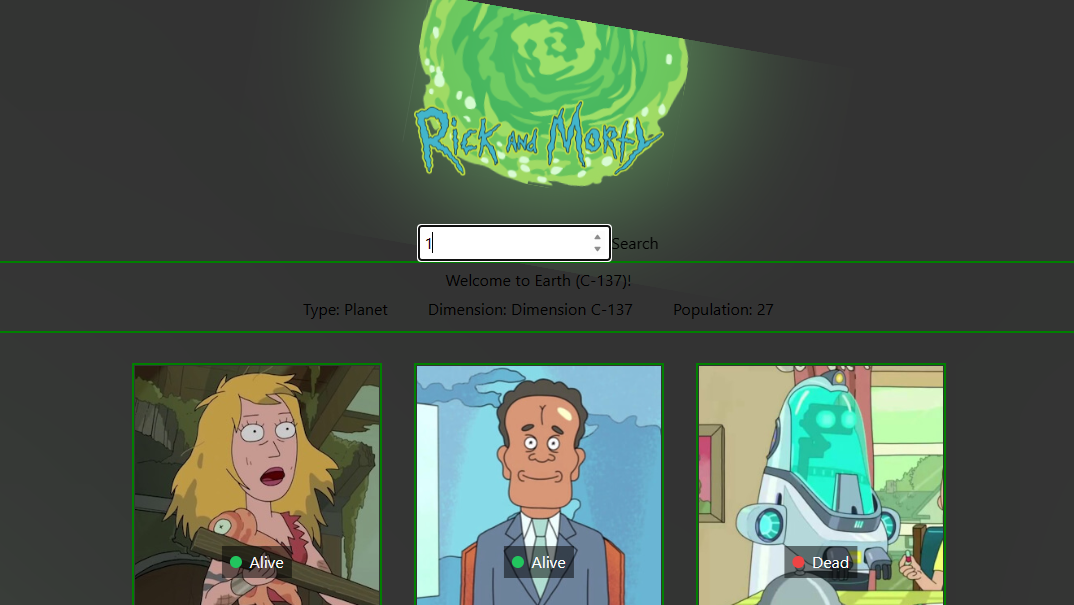 Rick and Morty
1 Search
Welcome to Earth (C-137)!
Type: Planet Dimension: Dimension C-137 Population: 27
Alive Alive Dead